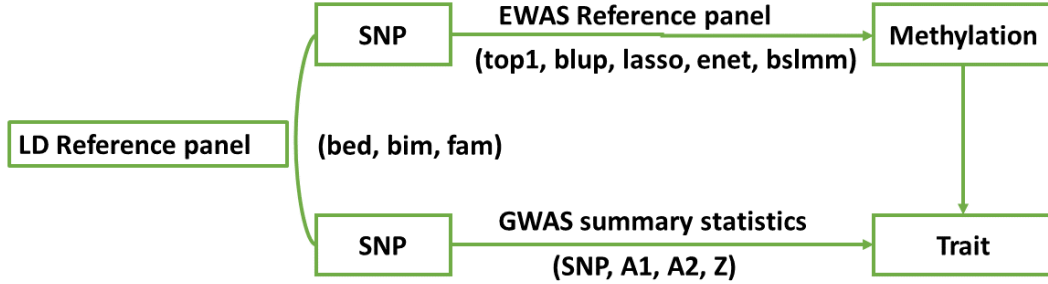 EWAS Reference panel
SNP
Methylation
(top1, blup, lasso, enet, bslmm)
LD Reference panel
(bed, bim, fam)
GWAS summary statistics
SNP
Trait
(SNP, A1, A2, Z)